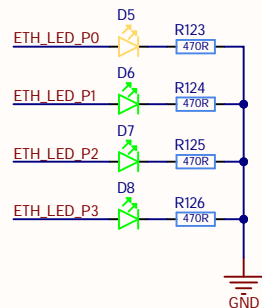 D5
R123
ETH_LED_P0
470R
D6
R124
ETH_LED_P1
470R
D7
R125
ETH_LED_P2
470R
D8
R126
ETH_LED_P3
470R
GND